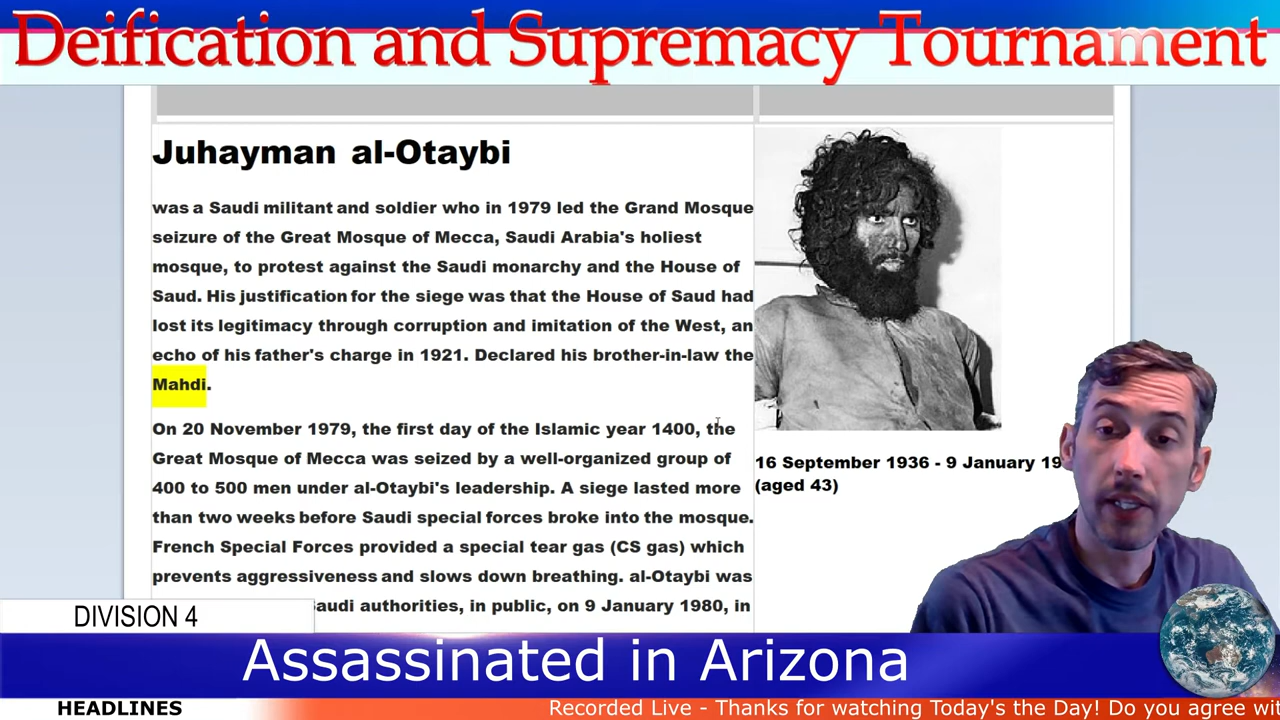 Deification and Supremacy Tournament
Juhayman al-Otaybi
was a Saudi militant and soldier who in 1979 led the Grand Mosque
seizure of the Great Mosque of Mecca, Saudi Arabia's holiest
mosque, to protest against the Saudi monarchy and the House of
Saud. His justification for the siege was that the House of Saud had
lost its legitimacy through corruption and imitation of the West, an
echo of his father's charge in 1921. Declared his brother-in-law the
Mahdi.
On 20 November 1979, the first day of the Islamic year 1400, the
Great Mosque of Mecca was seized by a well-organized group of
400 to 500 men under al-Otaybi's leadership. A siege lasted more
than two weeks before Saudi special forces broke into the mosque.
French Special Forces provided a special tear gas (CS gas) which
prevents aggressiveness and slows down breathing. al-Otaybi was
Saudi authorities, in public, on 9 January 1980, in
16 September 1936 - 9 January 19
(aged 43)
DIVISION 4
Assassinated in Arizona
HEADLINES
Recorded Live - Thanks for watching Today's the Day! Do you agree wit